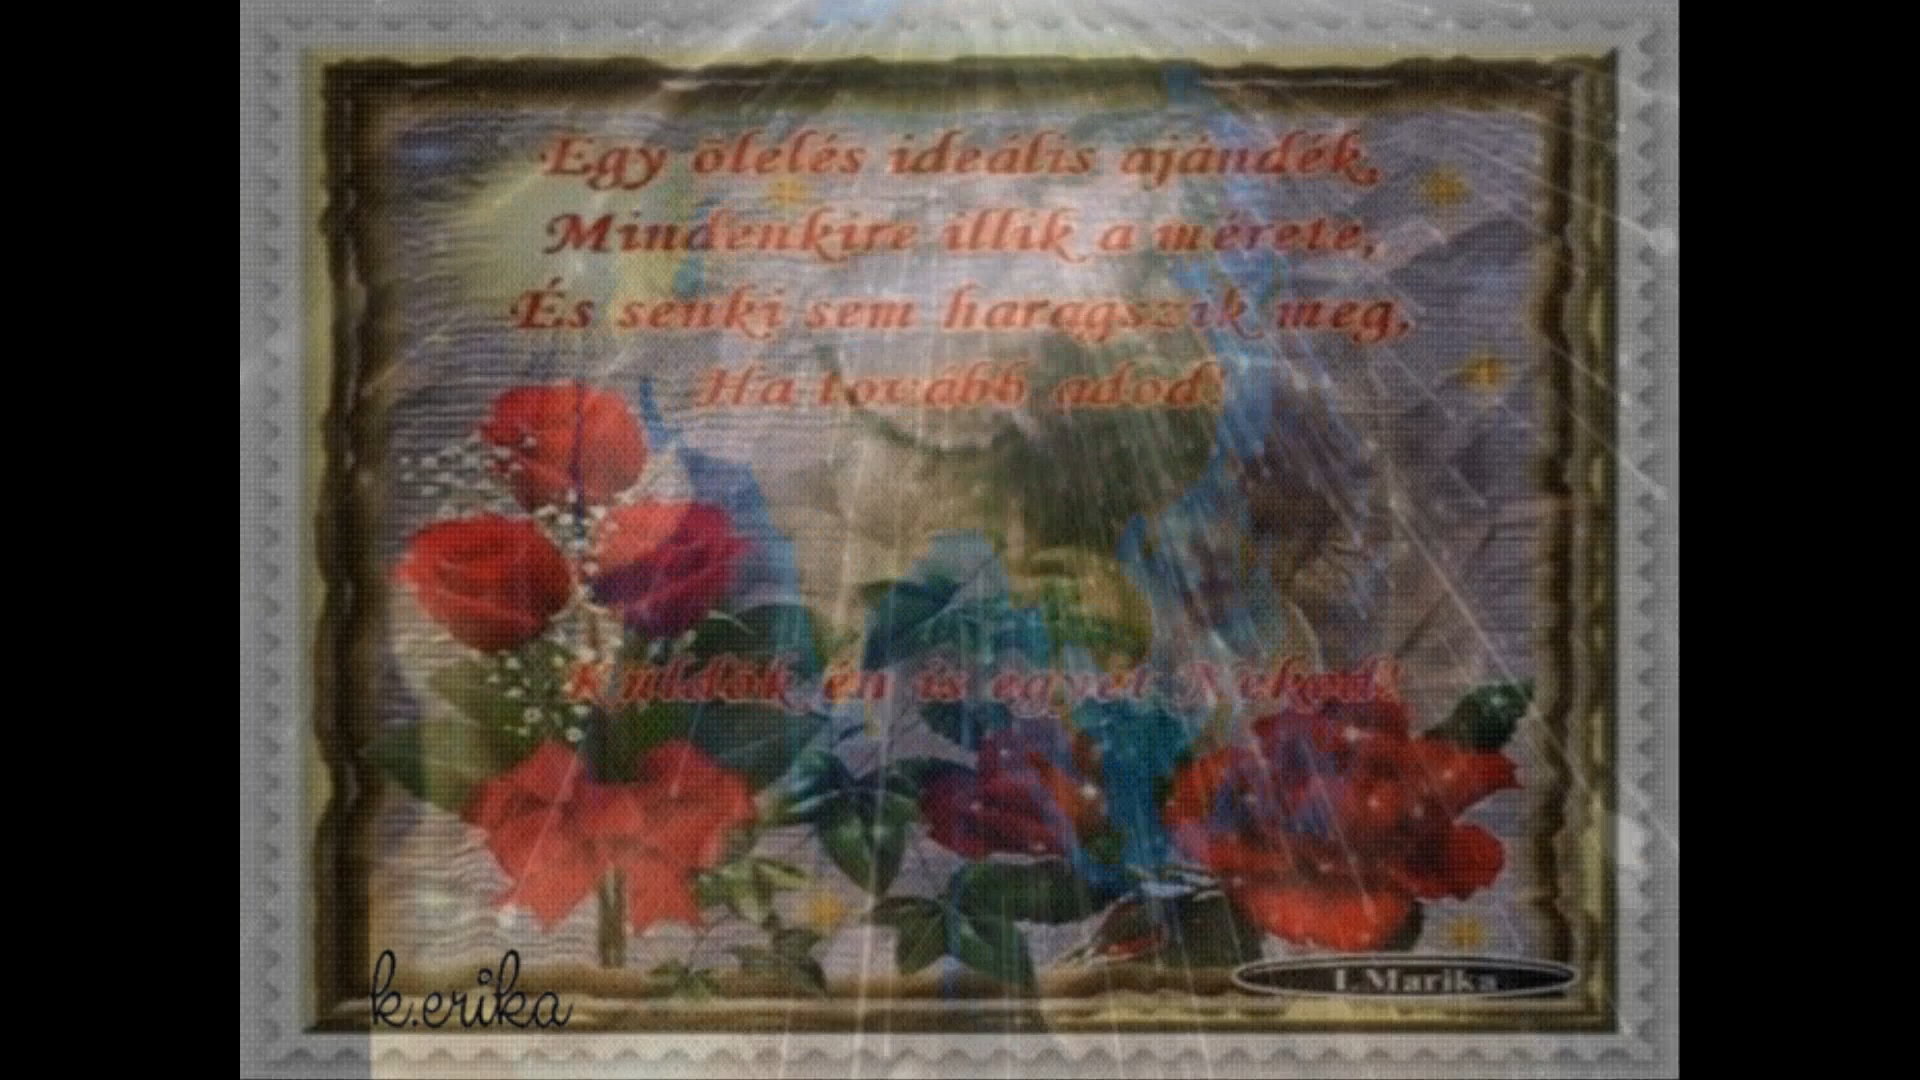 Egy ölelés ideális ajándék,
Mindenkire illik a mérete,
És senki sem haragszik meg,
Ha tovább adod!
Küldök én is egyet Neked!
k.erika
I.Marika